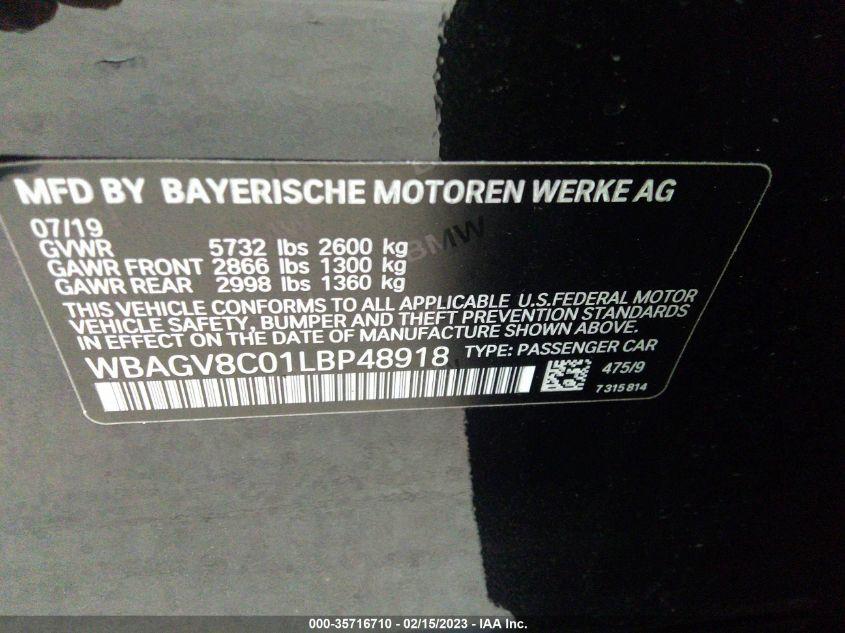 MFD BY BAYERISCHE MOTOREN WERKE AG
07/19
GVWR 5732 lbs 2600 kg
GAWR FRONT 2866 lbs 1300 kg
GAWR REAR 2998 lbs 1360 kg
BMW
THIS VEHICLE CONFORMS TO ALL APPLICABLE U.S.FEDERAL MOTOR
VEHICLE SAFETY, BUMPER, AND THEFT PREVENTION STANDARDS
IN EFFECT ON THE DATE OF MANUFACTURE SHOWN ABOVE.
WBAGV8C01LBP48918 TYPE: PASSENGER CAR
475/9
7315814
000-35716710 - 02/15/2023 - IAA Inc.